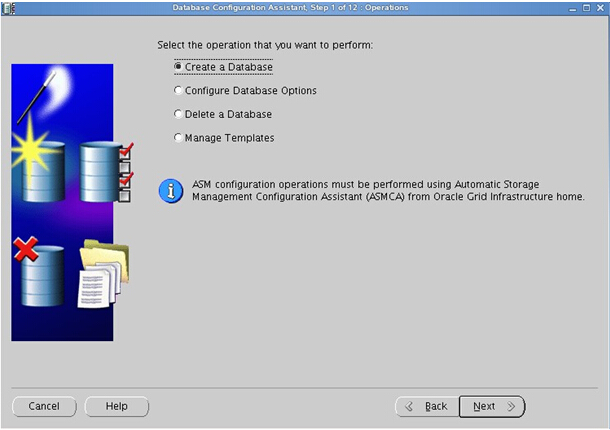 Database Configuration Assistant, Step 1 of 12 : Operations
Select the operation that you want to perform:
Create a Database
Configure Database Options
Delete a Database
Manage Templates
ASM configuration operations must be performed using Automatic Storage
Management Configuration Assistant (ASMCA) from Oracle Grid Infrastructure home.
Cancel
Help
Back
Next